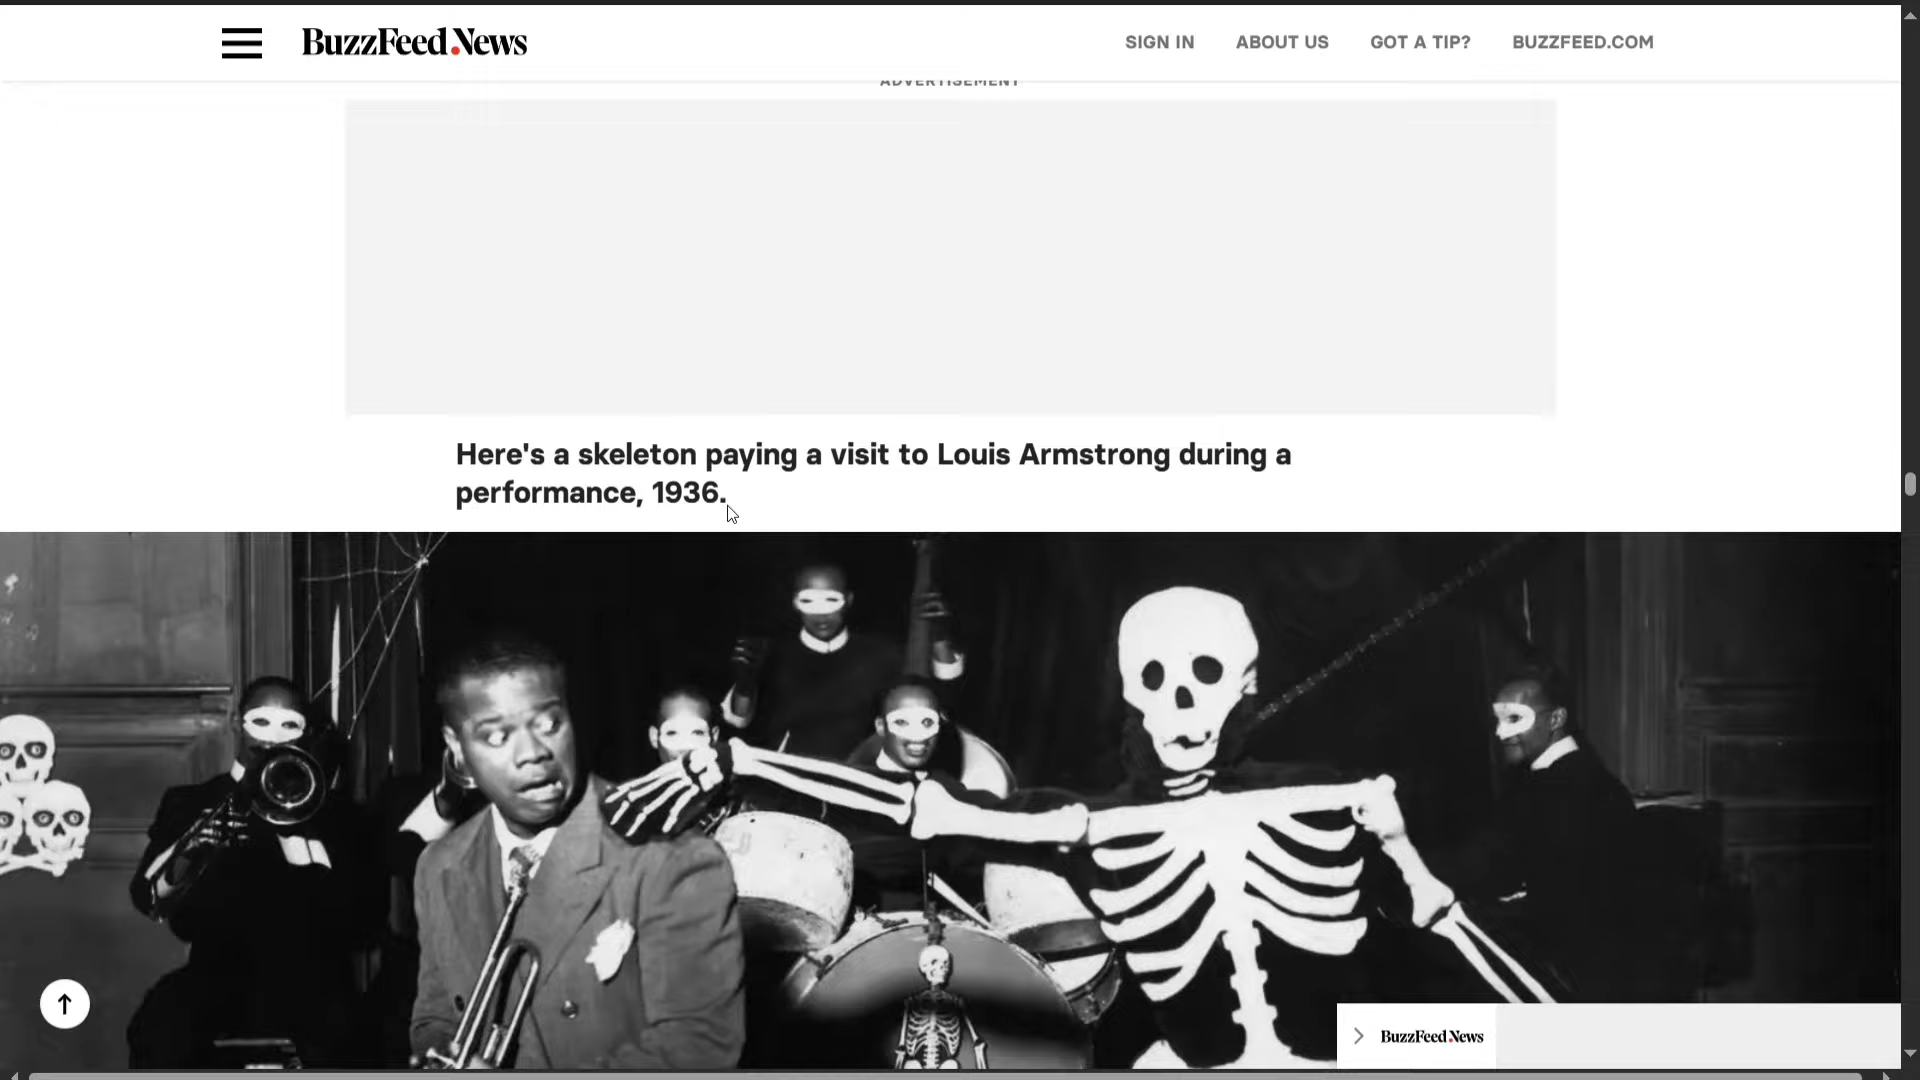 BuzzFeed News
SIGN IN
ABOUT US
GOT A TIP?
BUZZFEED.COM
ADVERTISEMENT
Here's a skeleton paying a visit to Louis Armstrong during a
performance, 1936.
BuzzFeed News